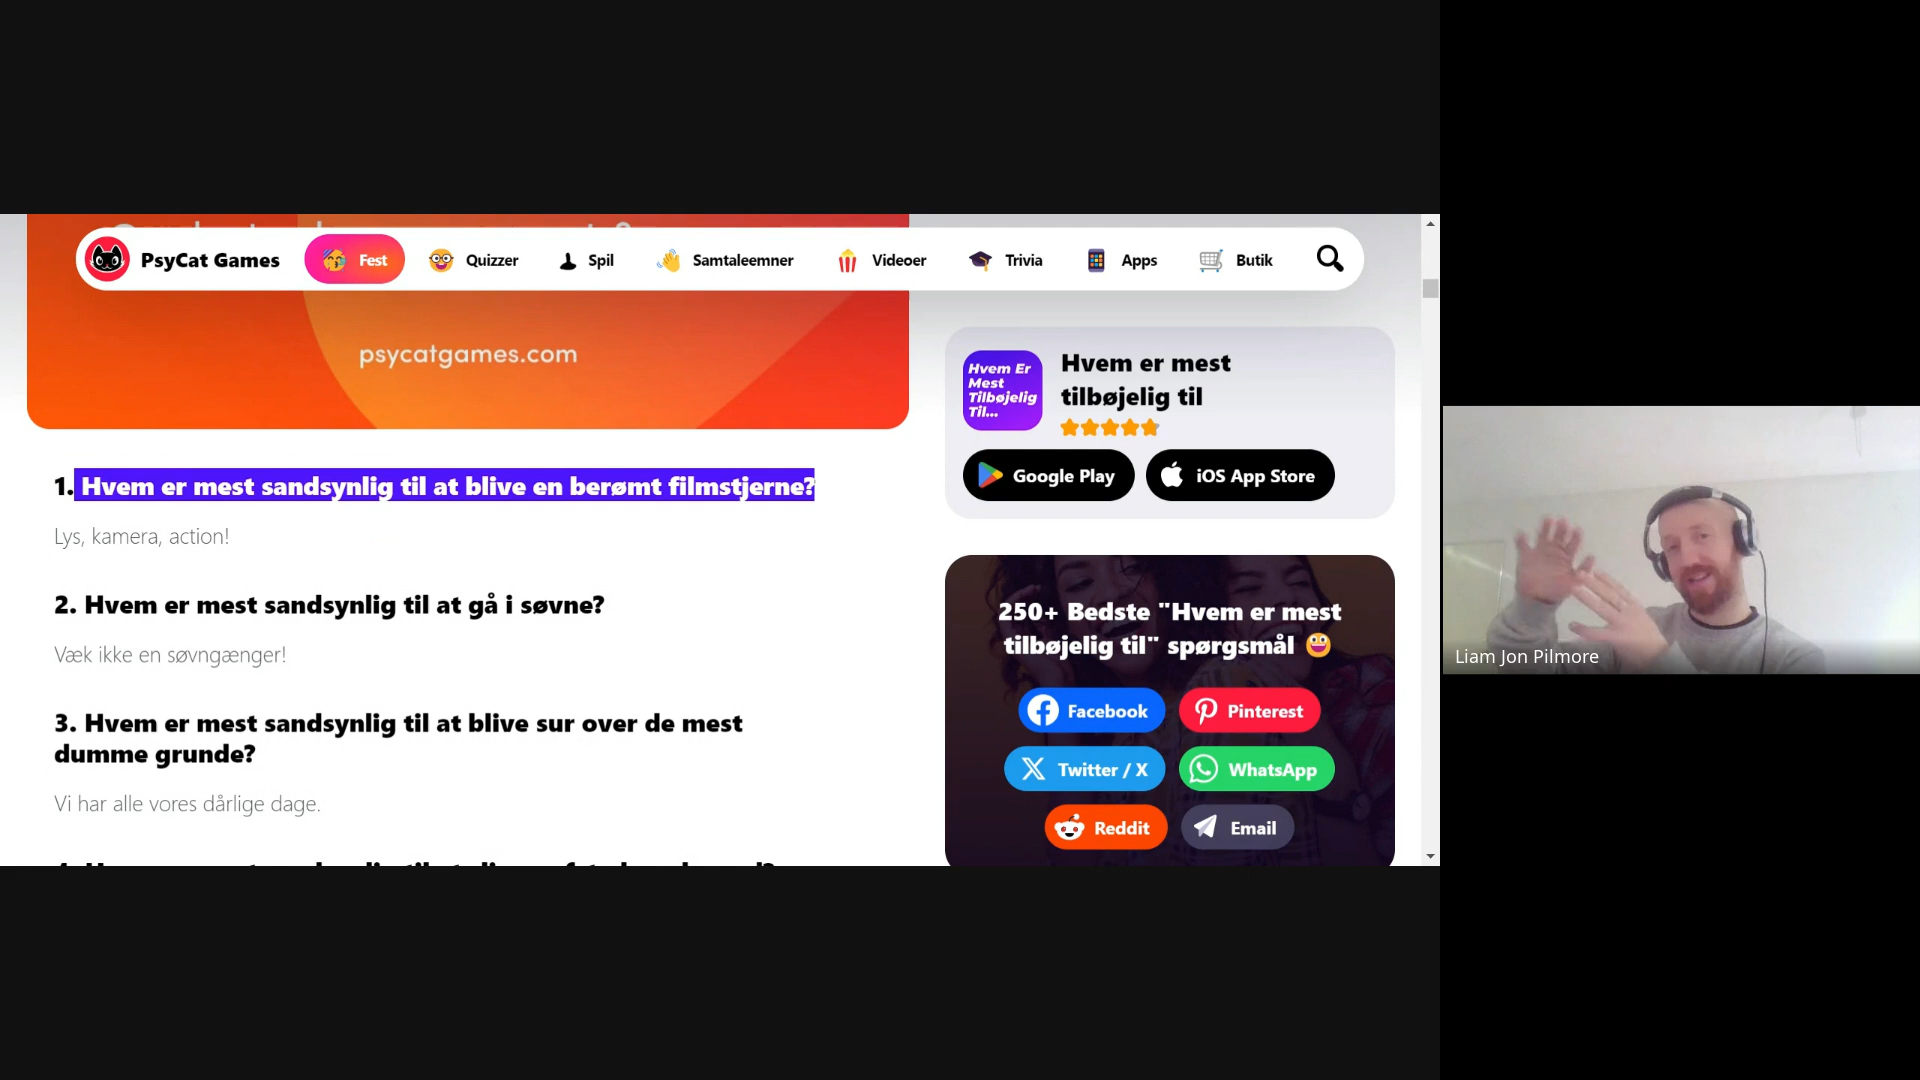 PsyCat Games
Fest
Quizzer
Spil
Samtaleemner
Videoer
Trivia
Apps
Butik
psycatgames.com
1. Hvem er mest sandsynlig til at blive en berømt filmstjerne?
Lys, kamera, action!
2. Hvem er mest sandsynlig til at gå i søvne?
Væk ikke en søvngænger!
3. Hvem er mest sandsynlig til at blive sur over de mest
dumme grunde?
Vi har alle vores dårlige dage.
Hvem Er
Mest
Tilbøjelig
Til...
Hvem er mest
tilbøjelig til
Google Play
iOS App Store
250+ Bedste "Hvem er mest
tilbøjelig til" spørgsmål 😀
Facebook
Pinterest
Twitter / X
WhatsApp
Reddit
Email
Liam Jon Pilmore